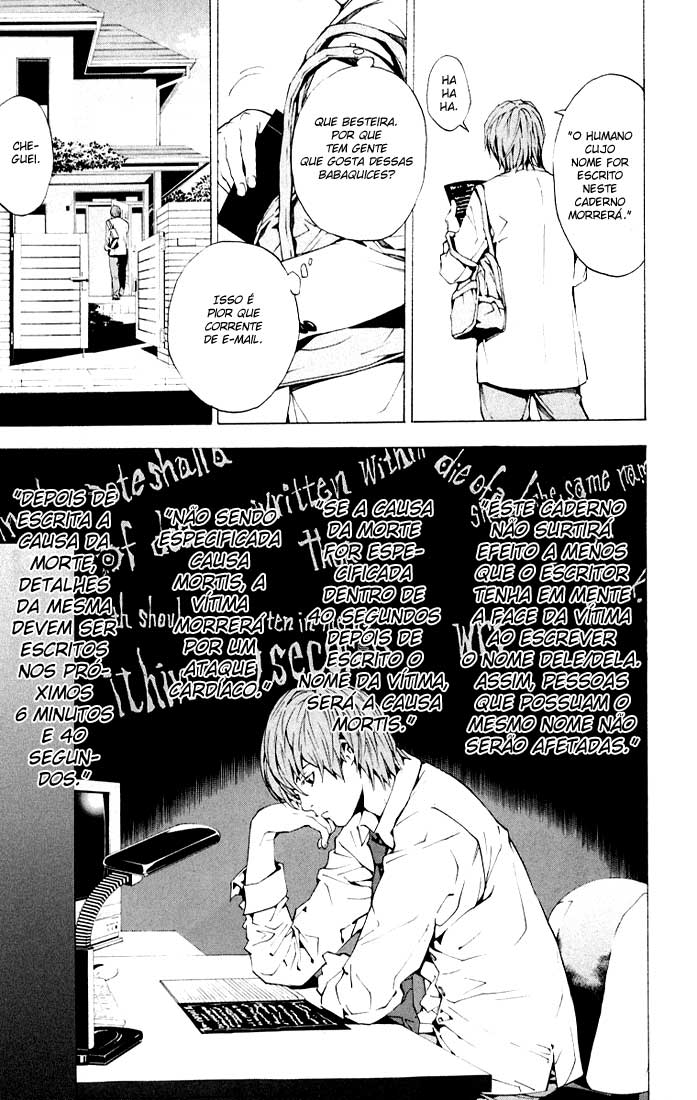 "O HUMANO
CUJO
NOME FOR
ESCRITO
NESTE
CADERNO
MORRERÁ."
HA
HA
HA.
QUE BESTEIRA.
POR QUE
TEM GENTE
QUE GOSTA DESSAS
BABAQUICES?
ISSO É
PIOR QUE
CORRENTE
DE E-MAIL.
CHE-
GUEI.
"ESTE CADERNO
NÃO SURTIRÁ
EFEITO A MENOS
QUE O ESCRITOR
TENHA EM MENTE
A FACE DA VÍTIMA
AO ESCREVER
O NOME DELE/DELA.
ASSIM, PESSOAS
QUE POSSUAM O
MESMO NOME NÃO
SERÃO AFETADAS."
"SE A CAUSA
DA MORTE
FOR ESPE-
CIFICADA
DENTRO DE
40 SEGUNDOS
DEPOIS DE
ESCRITO O
NOME DA VÍTIMA,
SERÁ A CAUSA
MORTIS."
"NÃO SENDO
ESPECIFICADA
CAUSA
MORTIS, A
VÍTIMA
MORRERÁ
POR UM
ATAQUE
CARDÍACO."
"DEPOIS DE
ESCRITA A
CAUSA DA
MORTE,
DETALHES
DA MESMA
DEVEM SER
ESCRITOS
NOS PRÓ-
XIMOS
6 MINUTOS
E 40
SEGUN-
DOS."
note shall
written within
die of
same